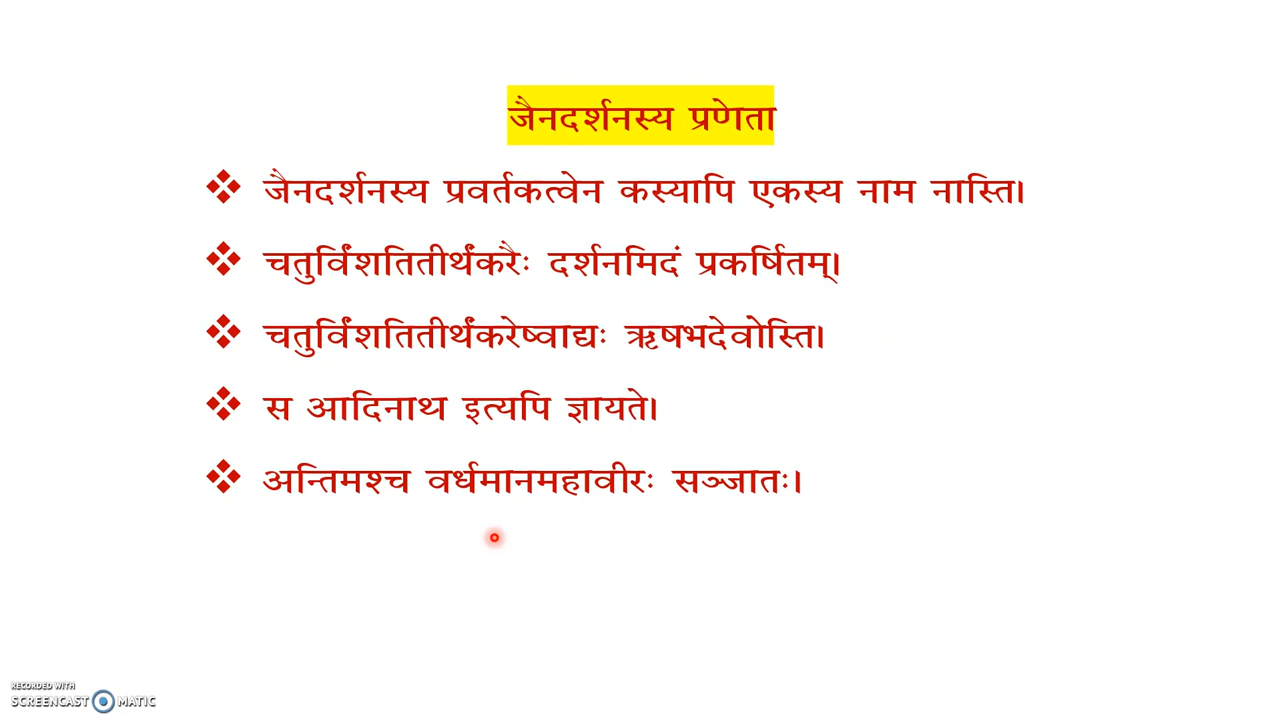 जैनदर्शनस्य प्रणेता
❖ जैनदर्शनस्य प्रवर्तकत्वेन कस्यापि एकस्य नाम नास्ति।
❖ चतुर्विंशतितीर्थंकरैः दर्शनमिदं प्रकर्षितम्।
❖ चतुर्विंशतितीर्थंकरेष्वाद्यः ऋषभदेवोस्ति।
❖ स आदिनाथ इत्यपि ज्ञायते।
❖ अन्तिमश्च वर्धमानमहावीरः सञ्जातः।
RECORDED WITH
SCREENCAST MATIC